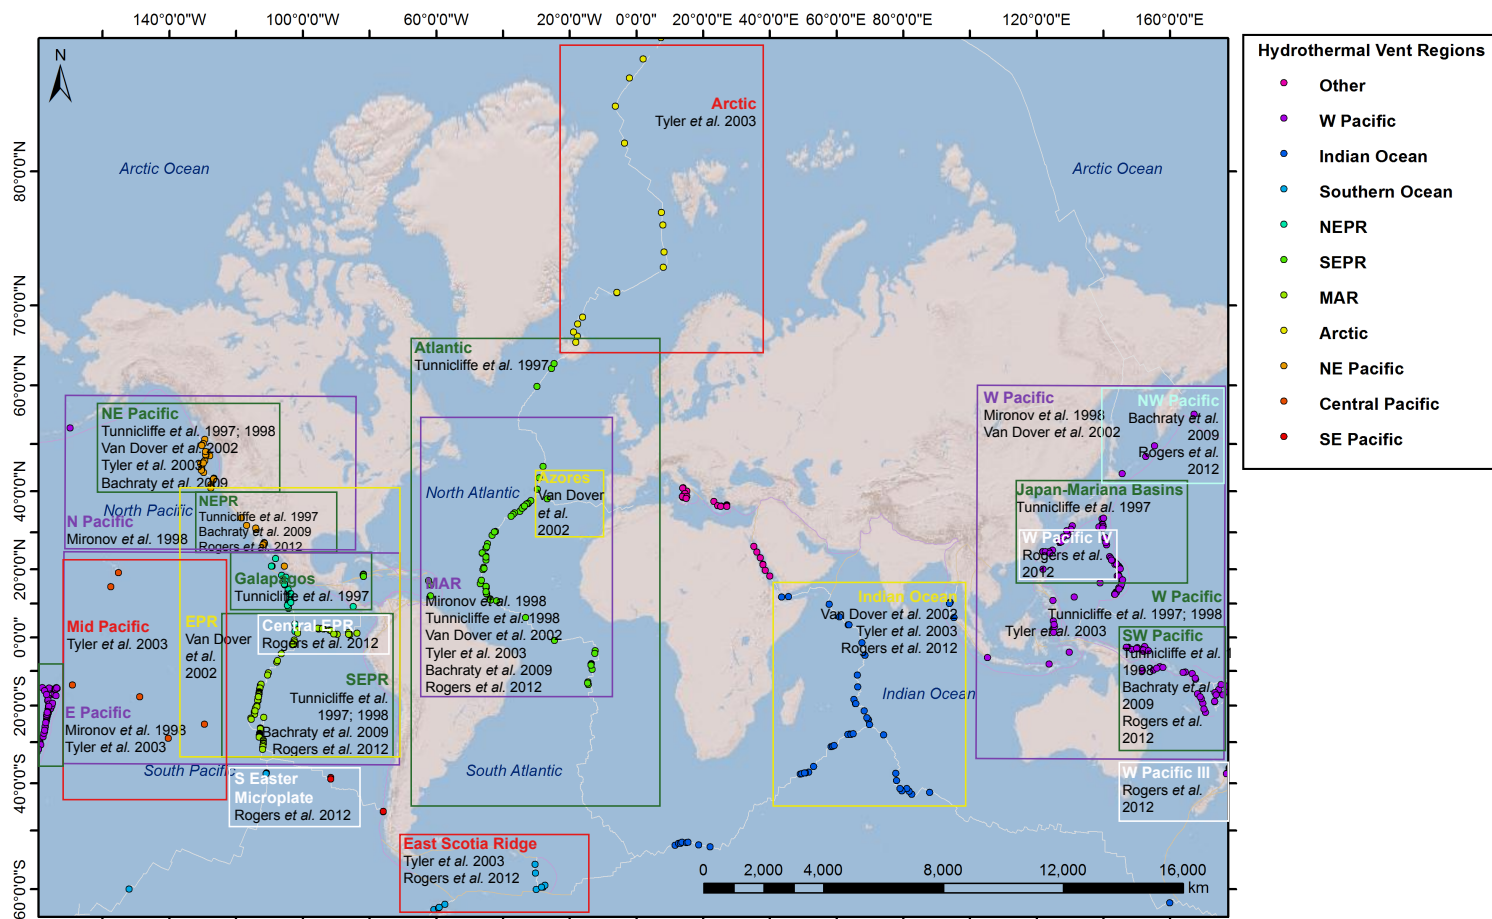 140°0'0"W 100°0'0"W 60°0'0"W 20°0'0"W 0°0'0" 20°0'0"E 60°0'0"E 80°0'0"E 120°0'0"E 160°0'0"E
N
80°0'0"N
70°0'0"N
60°0'0"N
40°0'0"N
20°0'0"N
0°0'0"
20°0'0"S
40°0'0"S
60°0'0"S
Arctic Ocean
Arctic Ocean
Arctic
Tyler et al. 2003
Atlantic
Tunnicliffe et al. 1997
NE Pacific
Tunnicliffe et al. 1997; 1998
Van Dover et al. 2002
Tyler et al. 2003
Bachraty et al. 2009
North Pacific
N Pacific
Mironov et al. 1998
NEPR
Tunnicliffe et al. 1997
Bachraty et al. 2009
Rogers et al. 2012
Galapagos
Tunnicliffe et al. 1997
Mid Pacific
Tyler et al. 2003
EPR
Van Dover
et al.
2002
Central EPR
Rogers et al. 2012
SEPR
Tunnicliffe et al.
1997; 1998
Bachraty et al. 2009
Rogers et al. 2012
E Pacific
Mironov et al. 1998
Tyler et al. 2003
South Pacific
S Easter
Microplate
Rogers et al. 2012
North Atlantic
Azores
Van Dover
et al.
2002
MAR
Mironov et al. 1998
Tunnicliffe et al. 1998
Van Dover et al. 2002
Tyler et al. 2003
Bachraty et al. 2009
Rogers et al. 2012
South Atlantic
East Scotia Ridge
Tyler et al. 2003
Rogers et al. 2012
Indian Ocean
Van Dover et al. 2002
Tyler et al. 2003
Rogers et al. 2012
Indian Ocean
W Pacific
Mironov et al. 1998
Van Dover et al. 2002
NW Pacific
Bachraty et al.
2009
Rogers et al.
2012
Japan-Mariana Basins
Tunnicliffe et al. 1997
W Pacific IV
Rogers et al.
2012
W Pacific
Tunnicliffe et al. 1997; 1998
Tyler et al. 2003
SW Pacific
Tunnicliffe et al.
1998
Bachraty et al.
2009
Rogers et al.
2012
W Pacific III
Rogers et al.
2012
0 2,000 4,000 8,000 12,000 16,000
km
Hydrothermal Vent Regions
Other
W Pacific
Indian Ocean
Southern Ocean
NEPR
SEPR
MAR
Arctic
NE Pacific
Central Pacific
SE Pacific